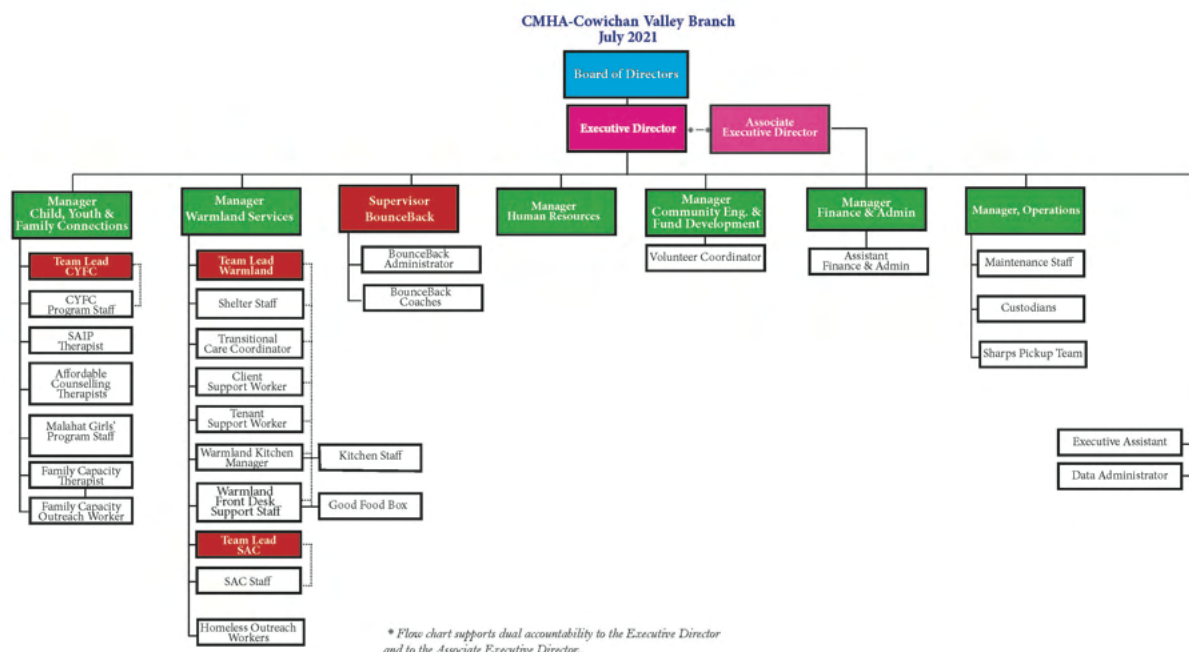 CMHA-Cowichan Valley Branch
July 2021
Board of Directors
Executive Director
Associate
Executive Director
Manager
Child, Youth &
Family Connections
Manager
Warmland Services
Supervisor
BounceBack
Manager
Human Resources
Manager
Community Eng. &
Fund Development
Manager
Finance & Admin
Manager, Operations
Team Lead
CYFC
CYFC
Program Staff
SAIP
Therapist
Affordable
Counselling
Therapists
Malahat Girls'
Program Staff
Family Capacity
Therapist
Family Capacity
Outreach Worker
Team Lead
Warmland
Shelter Staff
Transitional
Care Coordinator
Client
Support Worker
Tenant
Support Worker
Warmland Kitchen
Manager
Kitchen Staff
Warmland
Front Desk
Support Staff
Good Food Box
Team Lead
SAC
SAC Staff
Homeless Outreach
Workers
BounceBack
Administrator
BounceBack
Coaches
Volunteer Coordinator
Assistant
Finance & Admin
Maintenance Staff
Custodians
Sharps Pickup Team
Executive Assistant
Data Administrator
* Flow chart supports dual accountability to the Executive Director
and to the Associate Executive Director